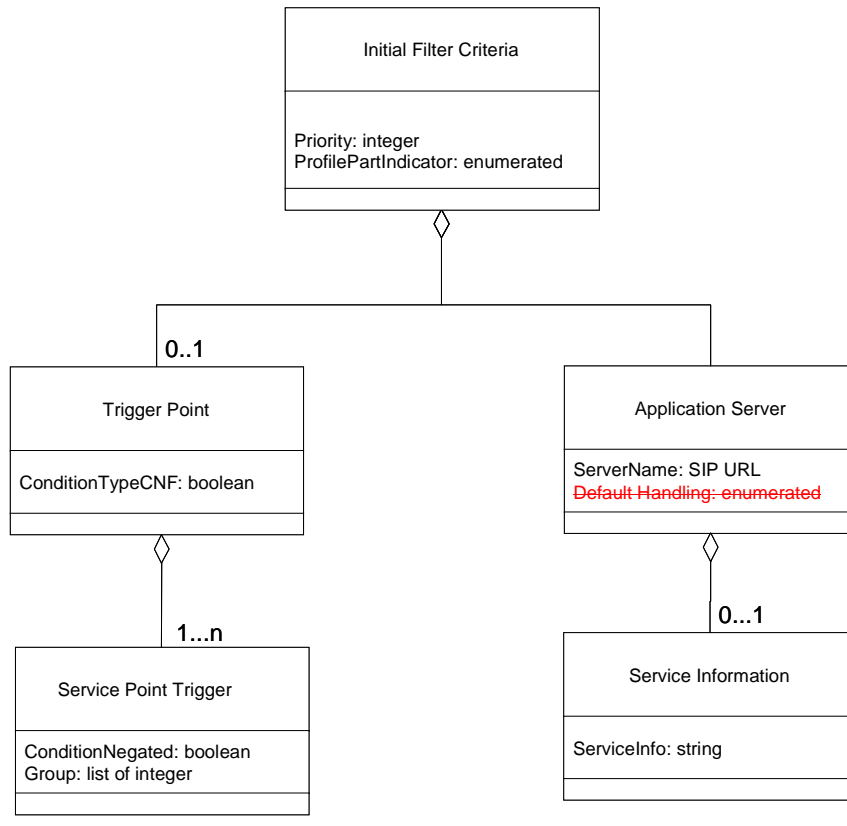 Initial Filter Criteria
Priority: integer
ProfilePartIndicator: enumerated
0..1
Trigger Point
ConditionTypeCNF: boolean
Application Server
ServerName: SIP URL
Default Handling: enumerated
1...n
Service Point Trigger
ConditionNegated: boolean
Group: list of integer
0...1
Service Information
ServiceInfo: string